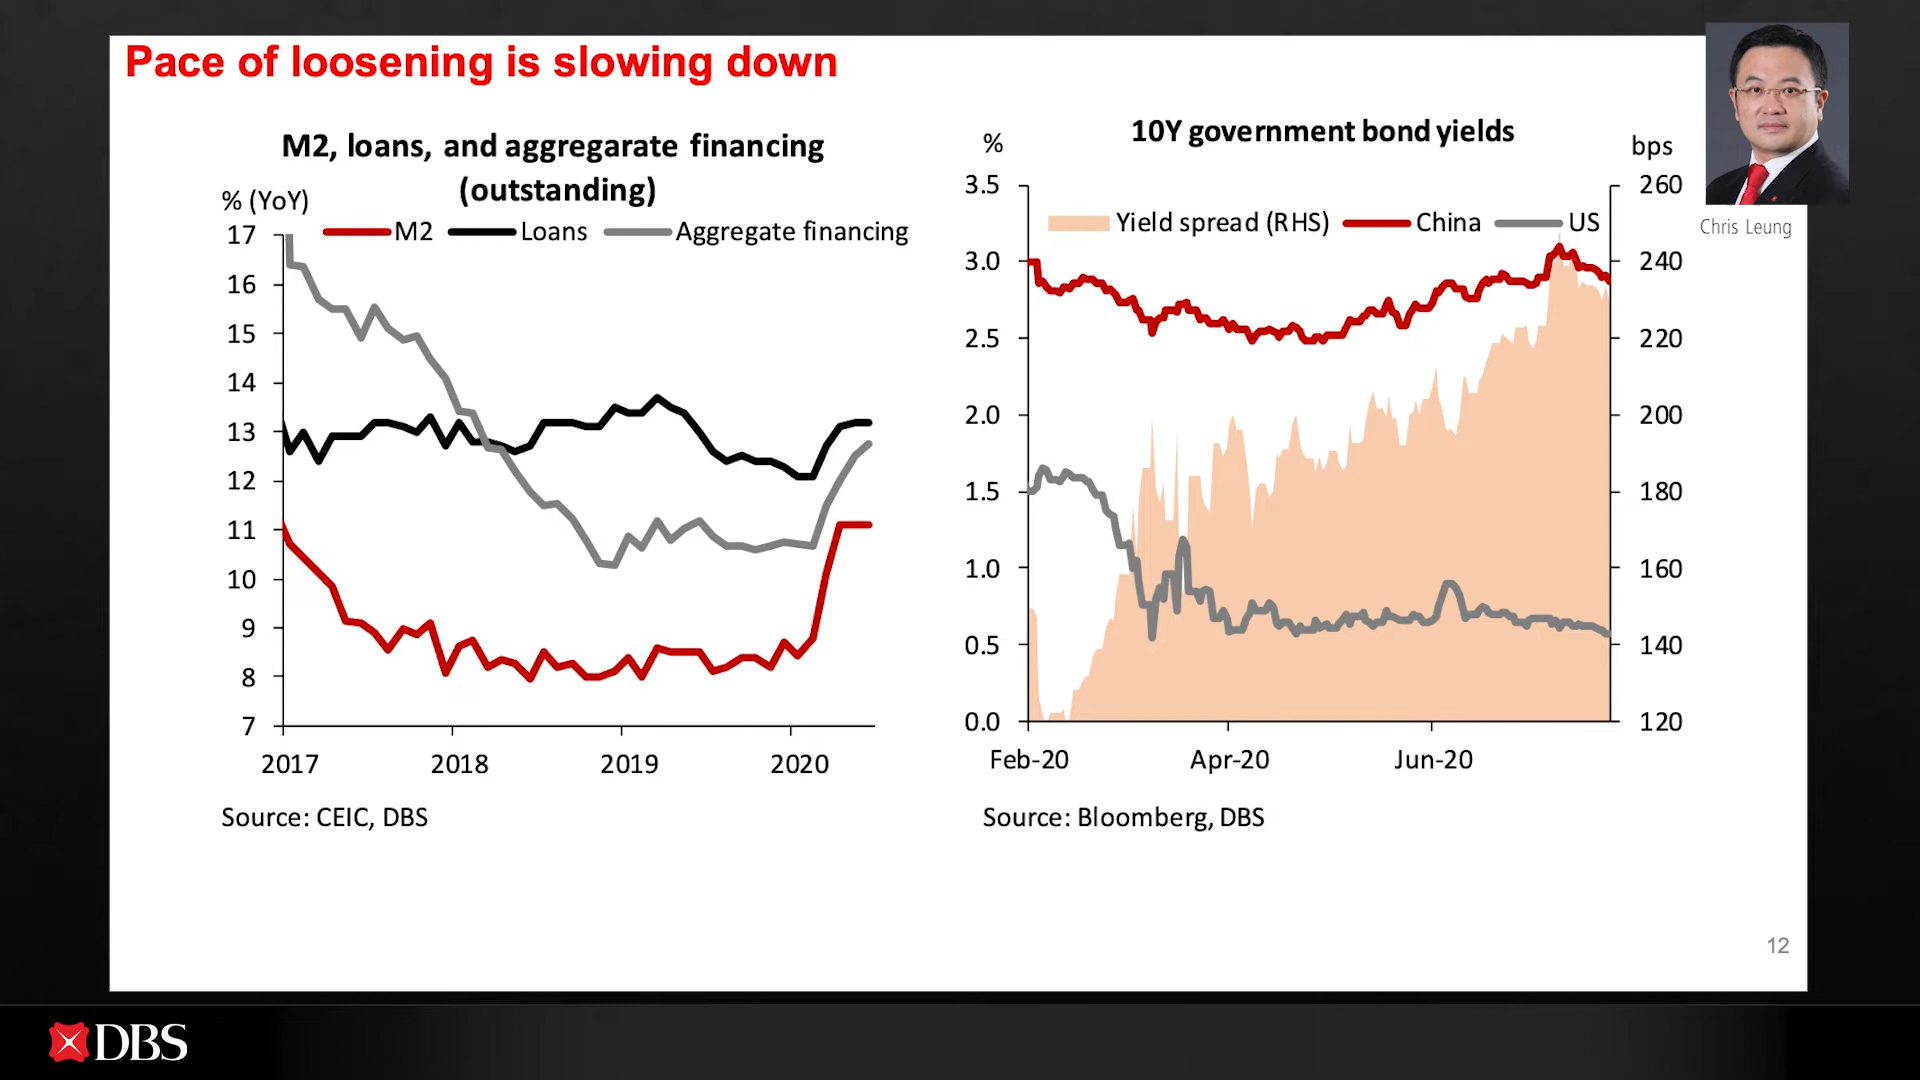 Pace of loosening is slowing down
M2, loans, and aggregarate financing
(outstanding)
% (YoY)
M2
Loans
Aggregate financing
17
16
15
14
13
12
11
10
9
8
7
2017
2018
2019
2020
Source: CEIC, DBS
10Y government bond yields
%
bps
Yield spread (RHS)
China
US
3.5
3.0
2.5
2.0
1.5
1.0
0.5
0.0
260
240
220
200
180
160
140
120
Feb-20
Apr-20
Jun-20
Source: Bloomberg, DBS
Chris Leung
12
DBS